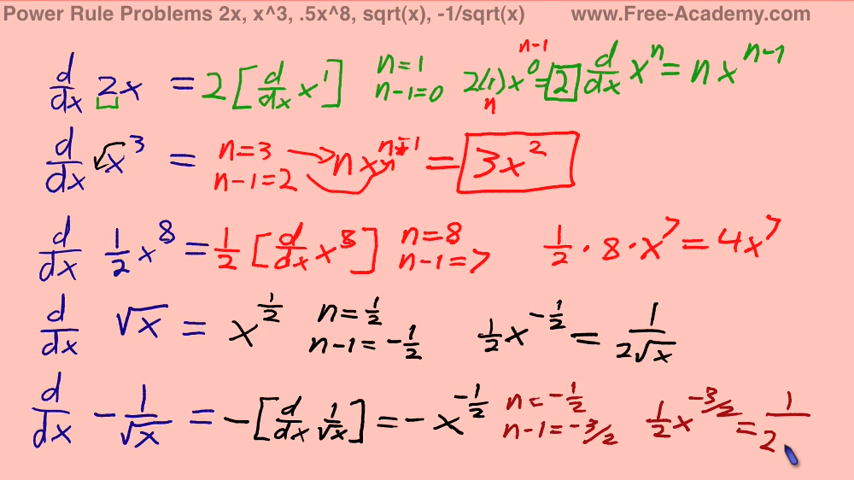 Power Rule Problems 2x, x^3, .5x^8, sqrt(x), -1/sqrt(x) www.Free-Academy.com
d/dx 2x = 2 [d/dx x^1] n=1 n-1=0 2(1)x^0 = 2 n n-1 d/dx x^n = nx^(n-1)
d/dx x^3 = n=3 n-1=2 nx = 3x^2
d/dx 1/2 x^8 = 1/2 [d/dx x^8] n=8 n-1=7 1/2 · 8 · x^7 = 4x^7
d/dx √x = x^(1/2) n=1/2 n-1=-1/2 1/2 x^(-1/2) = 1/(2√x)
d/dx -1/√x = -[d/dx 1/√x] = -x^(-1/2) n=-1/2 n-1=-3/2 1/2 x^(-3/2) = 1/2